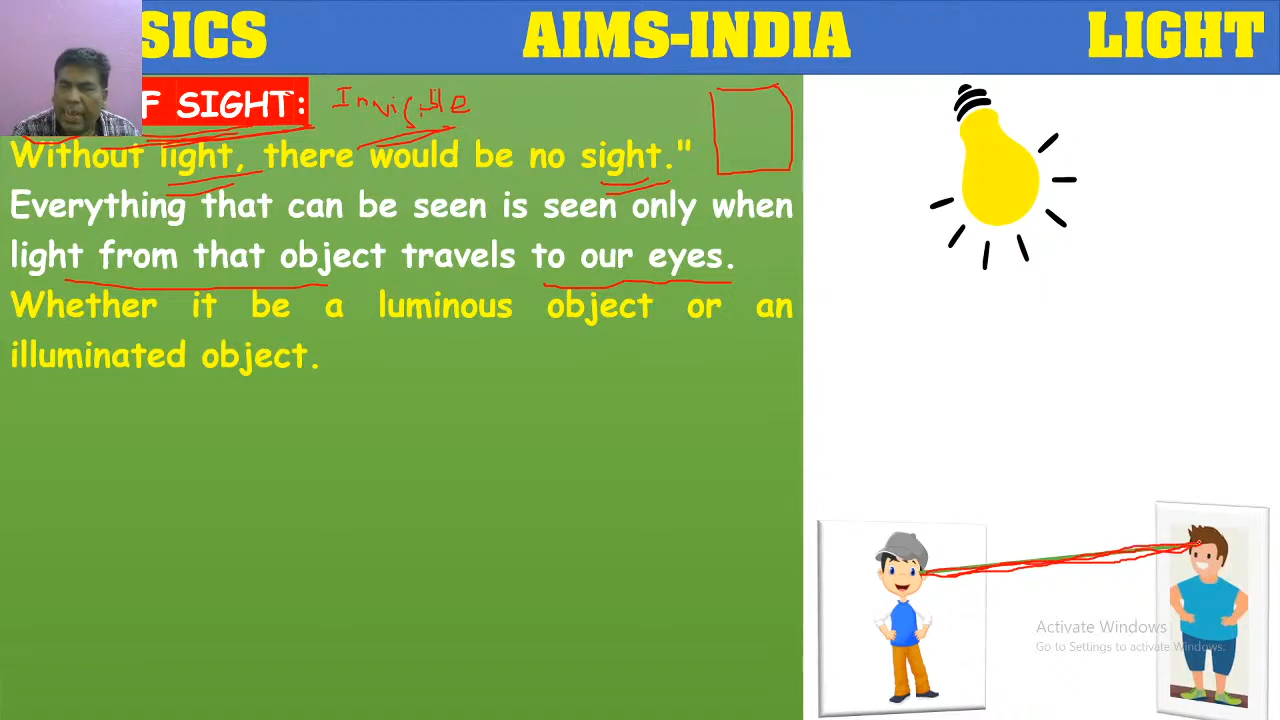 SICS AIMS-INDIA LIGHT
F SIGHT: Invisible
Without light, there would be no sight."
Everything that can be seen is seen only when
light from that object travels to our eyes.
Whether it be a luminous object or an
illuminated object.
Activate Windows
Go to Settings to activate Windows.